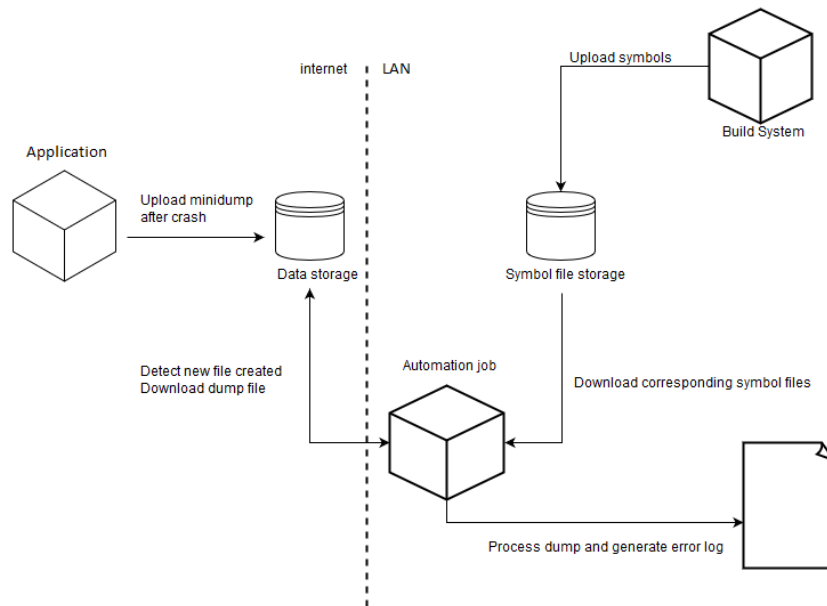 internet
LAN
Upload symbols
Build System
Application
Upload minidump
after crash
Data storage
Symbol file storage
Detect new file created
Download dump file
Automation job
Download corresponding symbol files
Process dump and generate error log